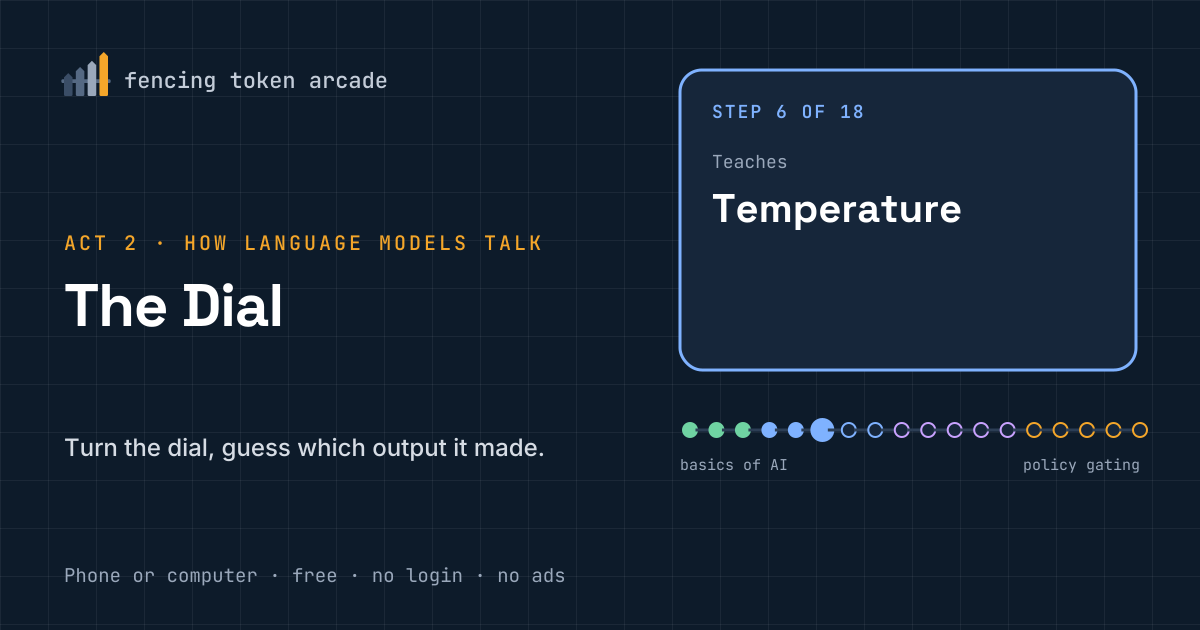 fencing token arcade
ACT 2 · HOW LANGUAGE MODELS TALK
The Dial
Turn the dial, guess which output it made.
Phone or computer · free · no login · no ads
STEP 6 OF 18
Teaches
Temperature
basics of AI
policy gating